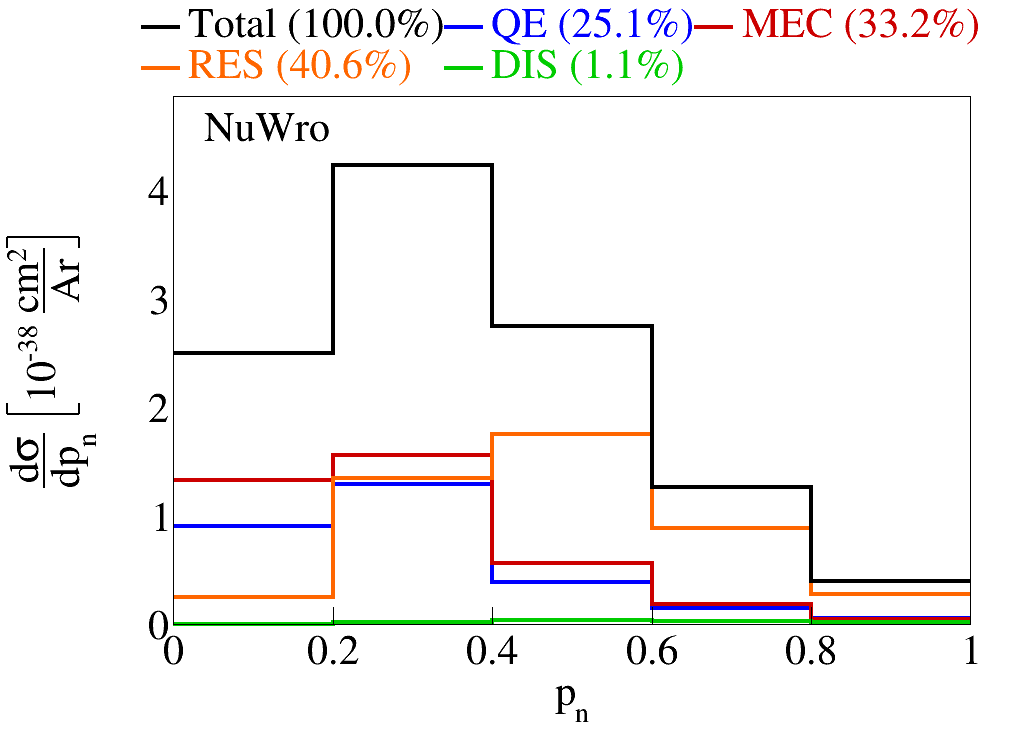 Total (100.0%) QE (25.1%) MEC (33.2%)
RES (40.6%) DIS (1.1%)
NuWro
dσ/dpn [10-38 cm2/Ar]
4
3
2
1
0
0 0.2 0.4 0.6 0.8 1
pn